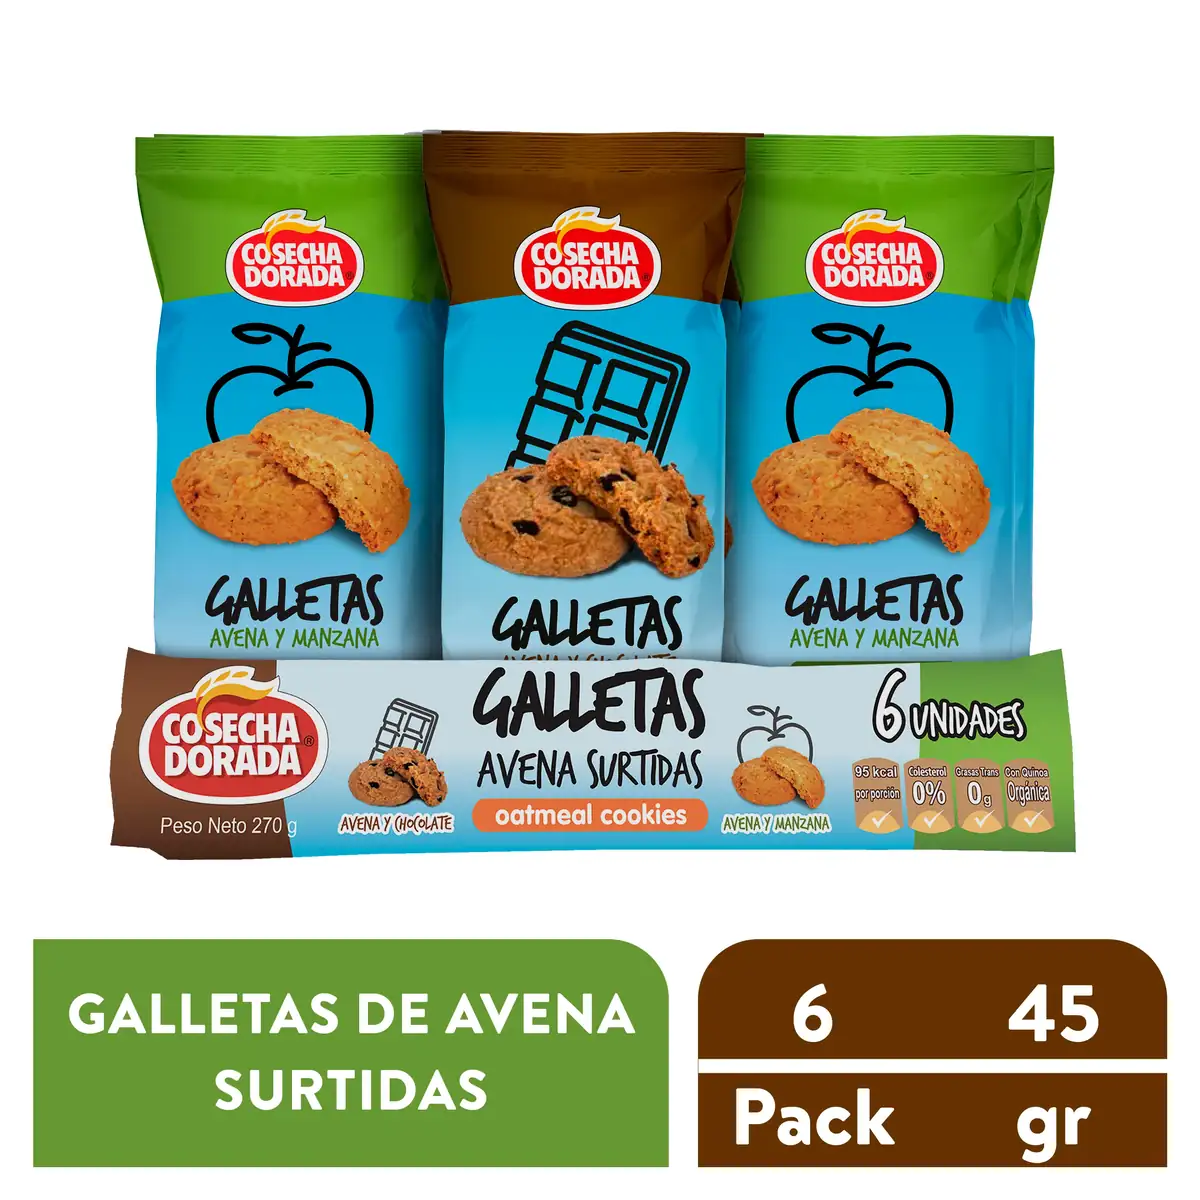 COSECHA
DORADA®
GALLETAS
AVENA Y MANZANA
COSECHA
DORADA®
GALLETAS
AVENA Y CHOCOLATE
COSECHA
DORADA®
GALLETAS
AVENA Y MANZANA
COSECHA
DORADA®
Peso Neto 270 g
AVENA Y CHOCOLATE
GALLETAS
AVENA SURTIDAS
oatmeal cookies
AVENA Y MANZANA
6 UNIDADES
95 kcal
por porción
Colesterol
0%
Grasas Trans
0g
Con Quinoa
Orgánica
GALLETAS DE AVENA
SURTIDAS
6 45
Pack gr